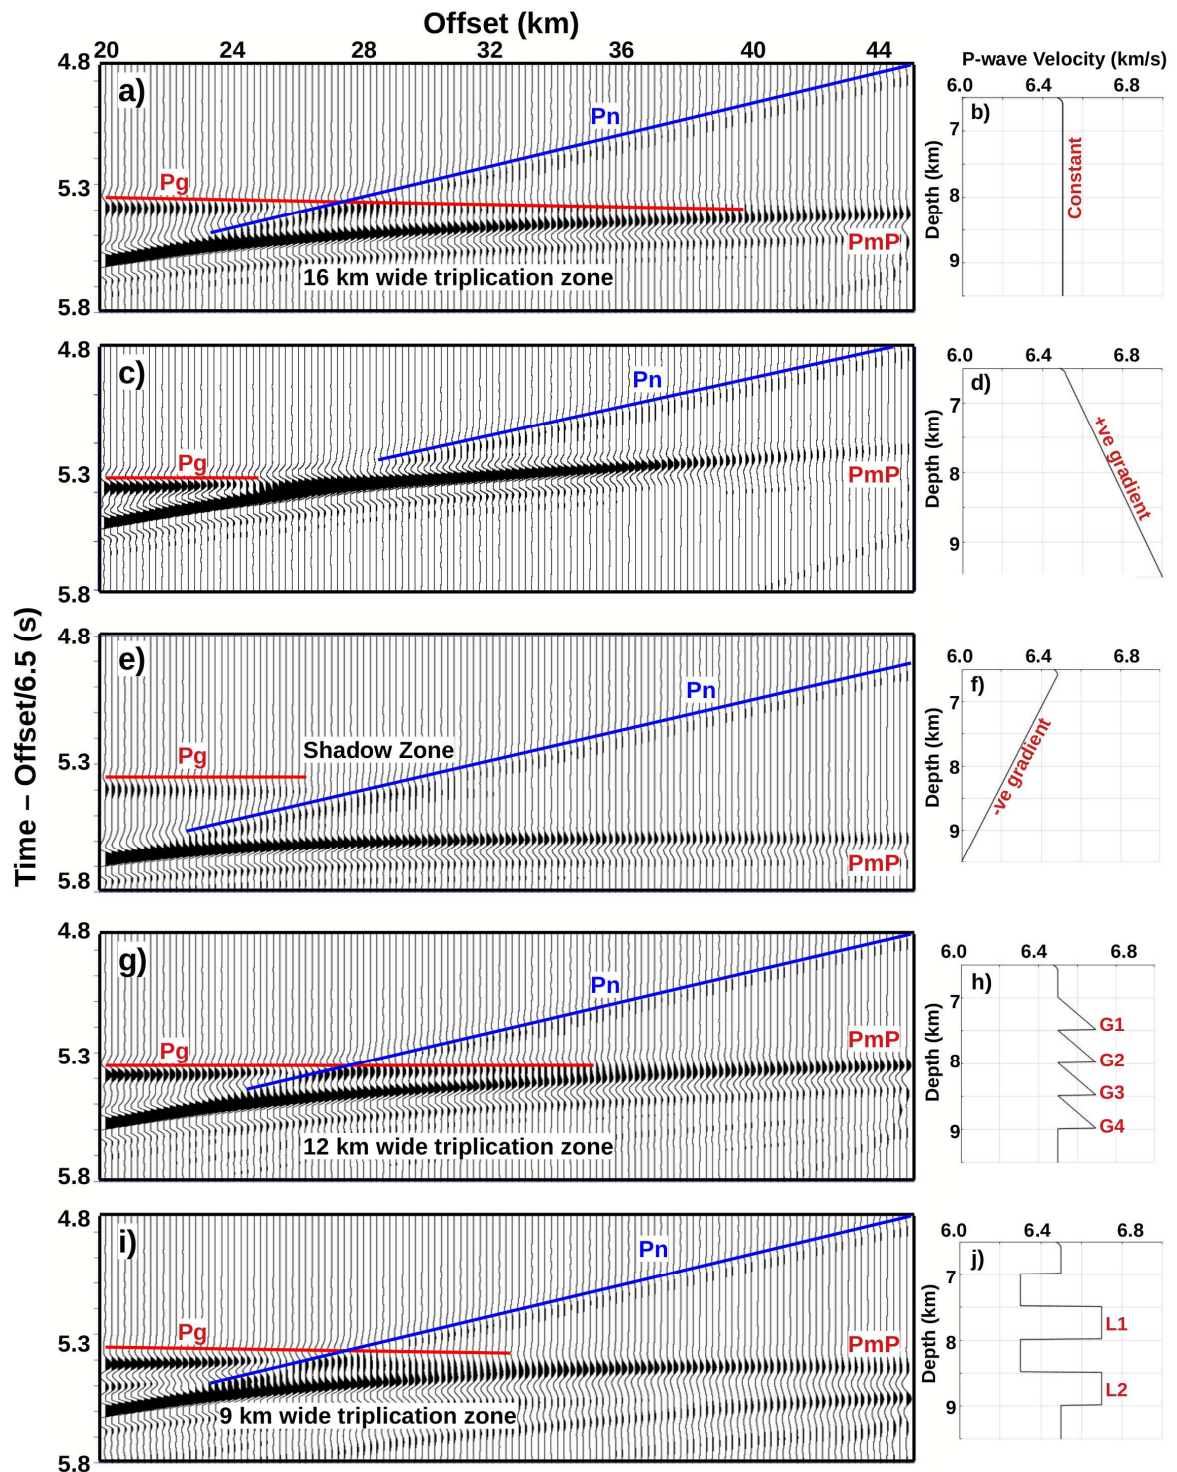 Offset (km)
20 24 28 32 36 40 44
Time – Offset/6.5 (s)
4.8
5.3
5.8
a)
Pn
Pg
PmP
16 km wide triplication zone
P-wave Velocity (km/s)
6.0 6.4 6.8
b)
Depth (km)
7
8
9
Constant
4.8
5.3
5.8
c)
Pn
Pg
PmP
6.0 6.4 6.8
d)
Depth (km)
7
8
9
+ve gradient
4.8
5.3
5.8
e)
Pn
Pg
Shadow Zone
PmP
6.0 6.4 6.8
f)
Depth (km)
7
8
9
-ve gradient
4.8
5.3
5.8
g)
Pn
Pg
PmP
12 km wide triplication zone
6.0 6.4 6.8
h)
Depth (km)
7
8
9
G1
G2
G3
G4
4.8
5.3
5.8
i)
Pn
Pg
PmP
9 km wide triplication zone
6.0 6.4 6.8
j)
Depth (km)
7
8
9
L1
L2